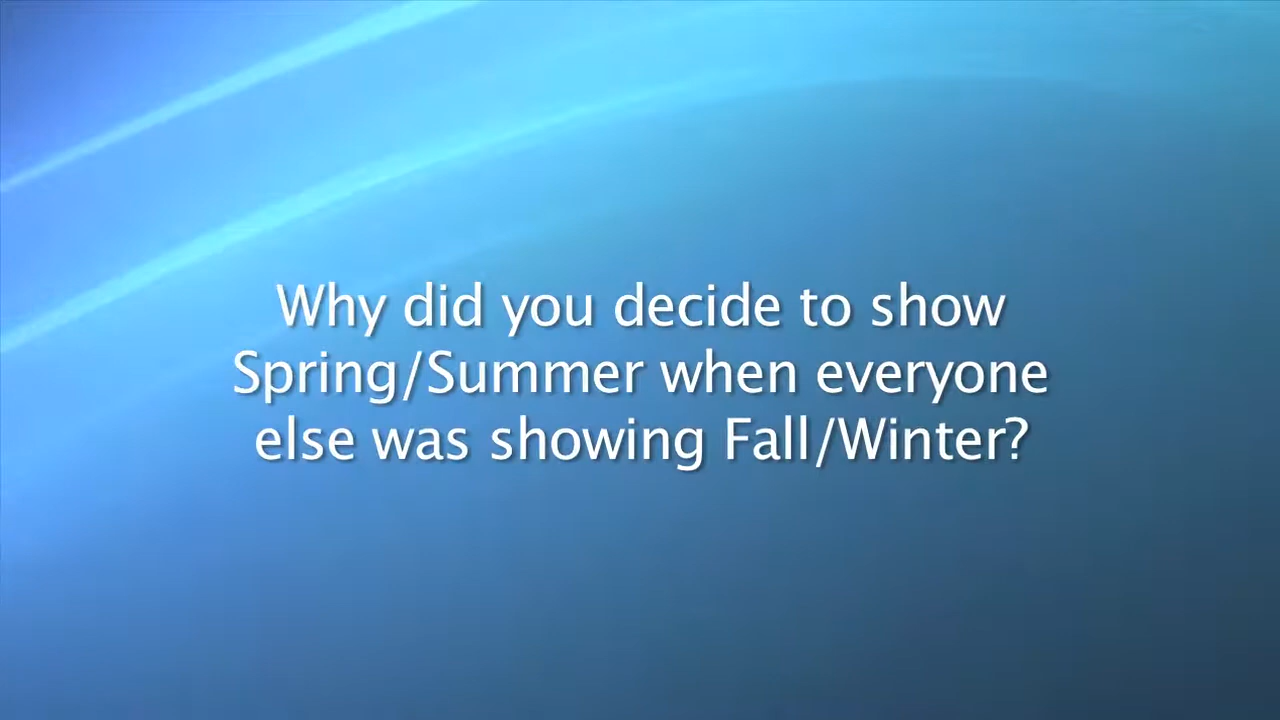 Why did you decide to show
Spring/Summer when everyone
else was showing Fall/Winter?